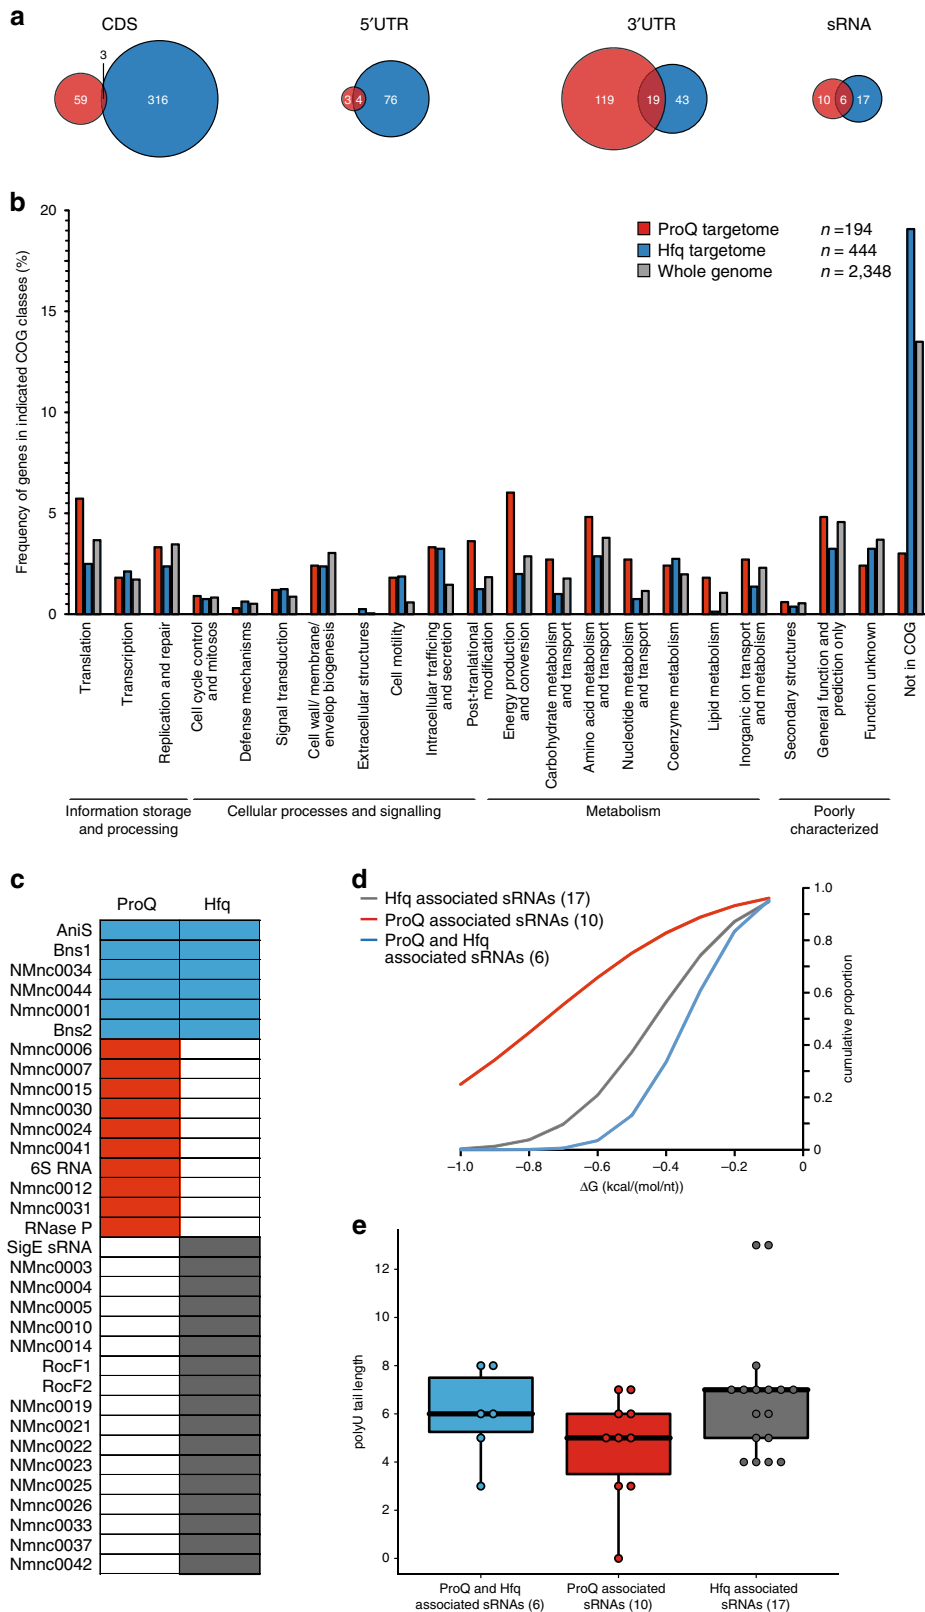 a
CDS
5′UTR
3′UTR
sRNA
3
59
316
3 4
76
119
19
43
10
6
17
b
Frequency of genes in indicated COG classes (%)
20
15
10
5
0
ProQ targetome n =194
Hfq targetome n = 444
Whole genome n = 2,348
Translation
Transcription
Replication and repair
Cell cycle control
and mitosos
Defense mechanisms
Signal transduction
Cell wall/ membrane/
envelop biogenesis
Extracellular structures
Cell motility
Intracellular trafficing
and secretion
Post-tranlational
modification
Energy production
and conversion
Carbohydrate metabolism
and transport
Amino acid metabolism
and transport
Nucleotide metabolism
and transport
Coenzyme metabolism
Lipid metabolism
Inorganic ion transport
and metabolism
Secondary structures
General function and
prediction only
Function unknown
Not in COG
Information storage
and processing
Cellular processes and signalling
Metabolism
Poorly
characterized
c
ProQ
Hfq
AniS
Bns1
NMnc0034
NMnc0044
Nmnc0001
Bns2
Nmnc0006
Nmnc0007
Nmnc0015
Nmnc0030
Nmnc0024
Nmnc0041
6S RNA
Nmnc0012
Nmnc0031
RNase P
SigE sRNA
NMnc0003
NMnc0004
NMnc0005
NMnc0010
NMnc0014
RocF1
RocF2
NMnc0019
NMnc0021
NMnc0022
NMnc0023
NMnc0025
Nmnc0026
Nmnc0033
Nmnc0037
Nmnc0042
d
Hfq associated sRNAs (17)
ProQ associated sRNAs (10)
ProQ and Hfq
associated sRNAs (6)
1.0
0.8
0.6
0.4
0.2
0
cumulative proportion
−1.0
−0.8
−0.6
−0.4
−0.2
0
ΔG (kcal/(mol/nt))
e
polyU tail length
12
10
8
6
4
2
0
ProQ and Hfq
associated sRNAs (6)
ProQ associated
sRNAs (10)
Hfq associated
sRNAs (17)